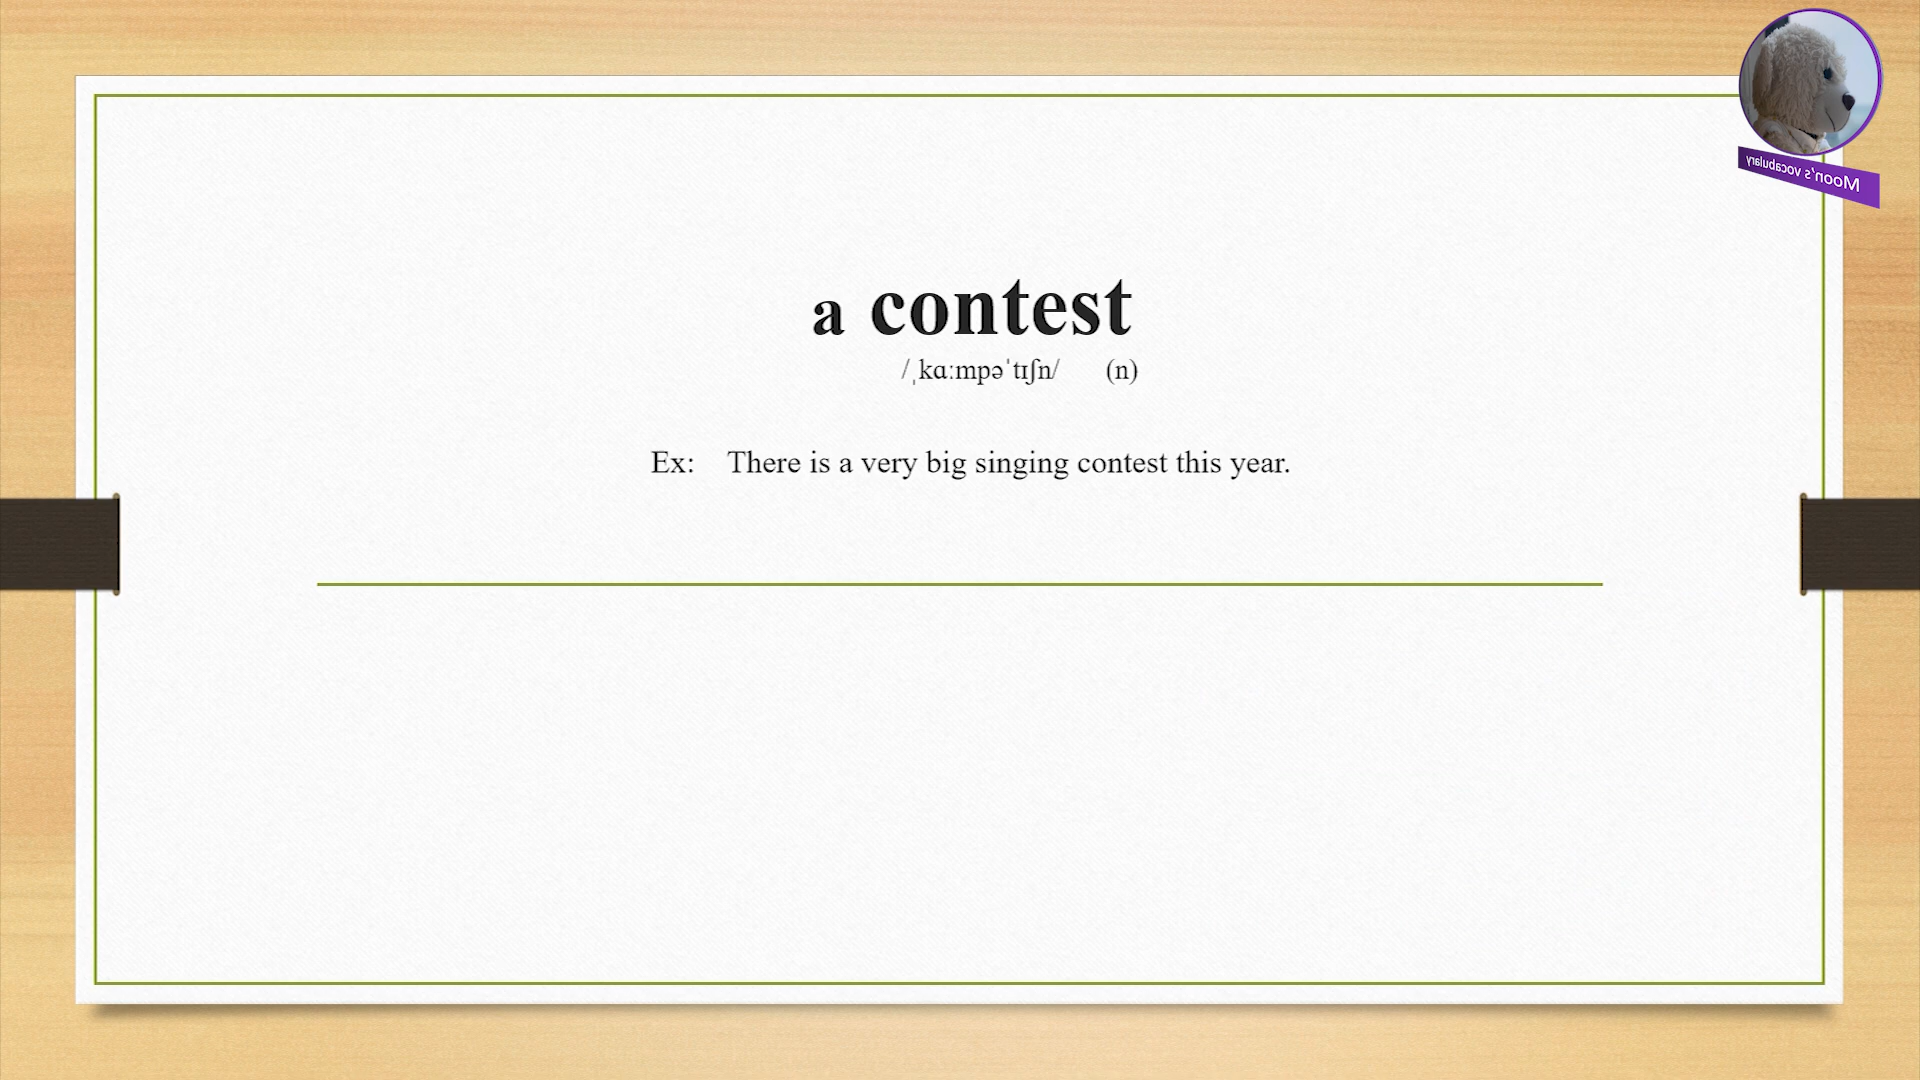 Moon's vocabulary
a contest
/ˌkɑːmpəˈtɪʃn/ (n)
Ex: There is a very big singing contest this year.